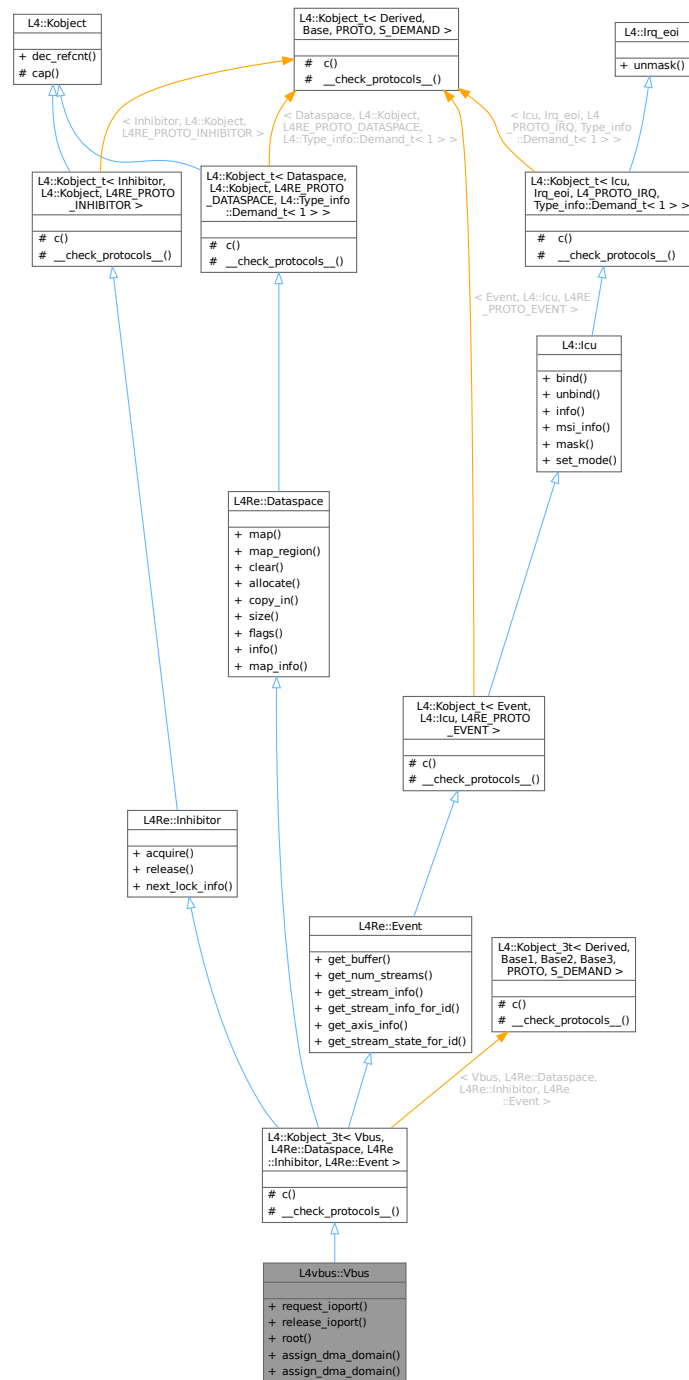 L4::Kobject
+ dec_refcnt()
# cap()
L4::Kobject_t< Derived,
Base, PROTO, S_DEMAND >
# c()
# __check_protocols__()
L4::Irq_eoi
+ unmask()
< Inhibitor, L4::Kobject,
L4RE_PROTO_INHIBITOR >
< Dataspace, L4::Kobject,
L4RE_PROTO_DATASPACE,
L4::Type_info::Demand_t< 1 > >
< Icu, Irq_eoi, L4
_PROTO_IRQ, Type_info
::Demand_t< 1 > >
L4::Kobject_t< Inhibitor,
L4::Kobject, L4RE_PROTO
_INHIBITOR >
# c()
# __check_protocols__()
L4::Kobject_t< Dataspace,
L4::Kobject, L4RE_PROTO
_DATASPACE, L4::Type_info
::Demand_t< 1 > >
# c()
# __check_protocols__()
L4::Kobject_t< Icu,
Irq_eoi, L4_PROTO_IRQ,
Type_info::Demand_t< 1 > >
# c()
# __check_protocols__()
< Event, L4::Icu, L4RE
_PROTO_EVENT >
L4::Icu
+ bind()
+ unbind()
+ info()
+ msi_info()
+ mask()
+ set_mode()
L4Re::Dataspace
+ map()
+ map_region()
+ clear()
+ allocate()
+ copy_in()
+ size()
+ flags()
+ info()
+ map_info()
L4::Kobject_t< Event,
L4::Icu, L4RE_PROTO
_EVENT >
# c()
# __check_protocols__()
L4Re::Inhibitor
+ acquire()
+ release()
+ next_lock_info()
L4Re::Event
+ get_buffer()
+ get_num_streams()
+ get_stream_info()
+ get_stream_info_for_id()
+ get_axis_info()
+ get_stream_state_for_id()
L4::Kobject_3t< Derived,
Base1, Base2, Base3,
PROTO, S_DEMAND >
# c()
# __check_protocols__()
< Vbus, L4Re::Dataspace,
L4Re::Inhibitor, L4Re
::Event >
L4::Kobject_3t< Vbus,
L4Re::Dataspace, L4Re
::Inhibitor, L4Re::Event >
# c()
# __check_protocols__()
L4vbus::Vbus
+ request_ioport()
+ release_ioport()
+ root()
+ assign_dma_domain()
+ assign_dma_domain()